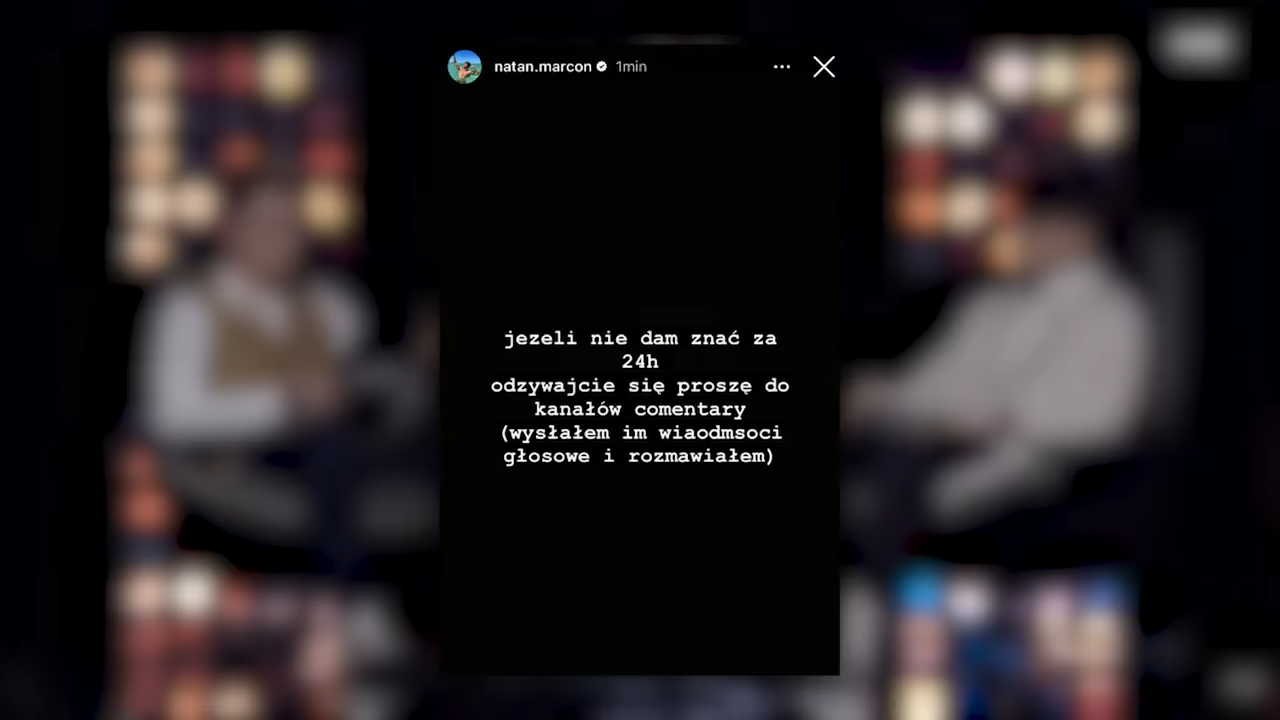 natan.marcon 1min
jezeli nie dam znać za
24h
odzywajcie się proszę do
kanałów comentary
(wysłałem im wiaodmsoci
głosowe i rozmawiałem)